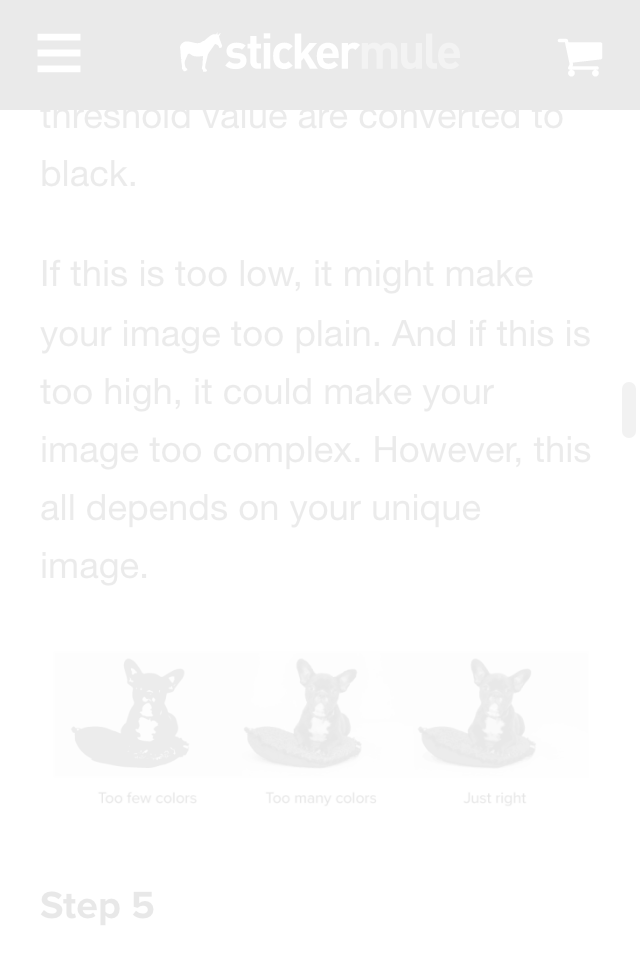 stickermule
threshold value are converted to
black.
If this is too low, it might make
your image too plain. And if this is
too high, it could make your
image too complex. However, this
all depends on your unique
image.
Too few colors Too many colors Just right
Step 5